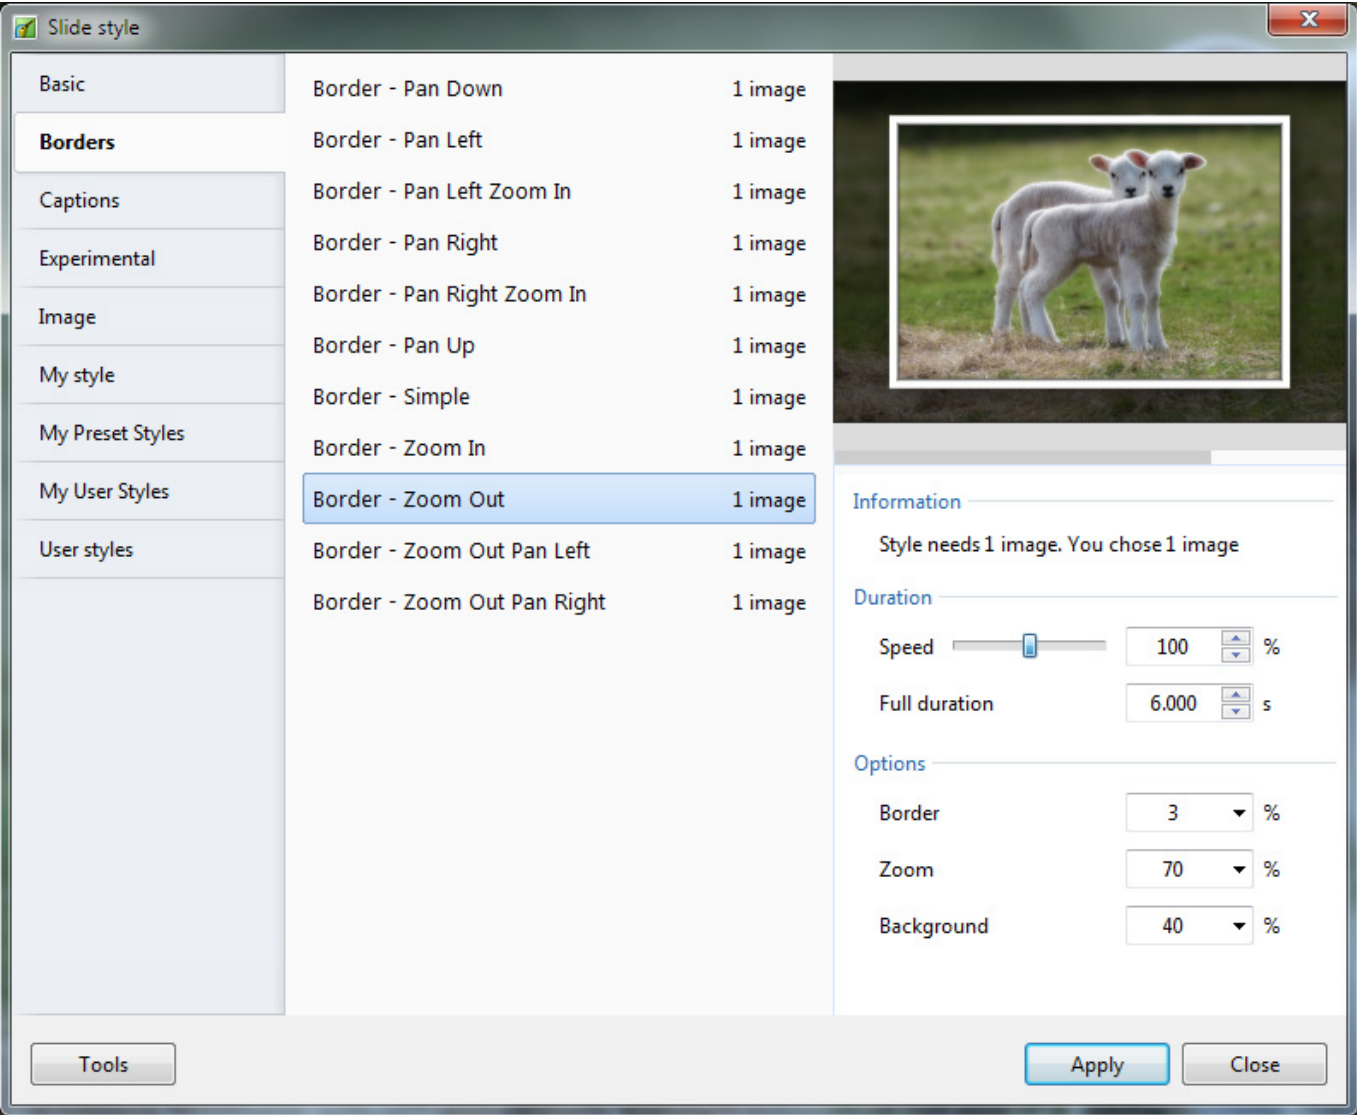 Slide style
Basic
Borders
Captions
Experimental
Image
My style
My Preset Styles
My User Styles
User styles
Border - Pan Down 1 image
Border - Pan Left 1 image
Border - Pan Left Zoom In 1 image
Border - Pan Right 1 image
Border - Pan Right Zoom In 1 image
Border - Pan Up 1 image
Border - Simple 1 image
Border - Zoom In 1 image
Border - Zoom Out 1 image
Border - Zoom Out Pan Left 1 image
Border - Zoom Out Pan Right 1 image
Information
Style needs 1 image. You chose 1 image
Duration
Speed 100 %
Full duration 6.000 s
Options
Border 3 %
Zoom 70 %
Background 40 %
Tools Apply Close